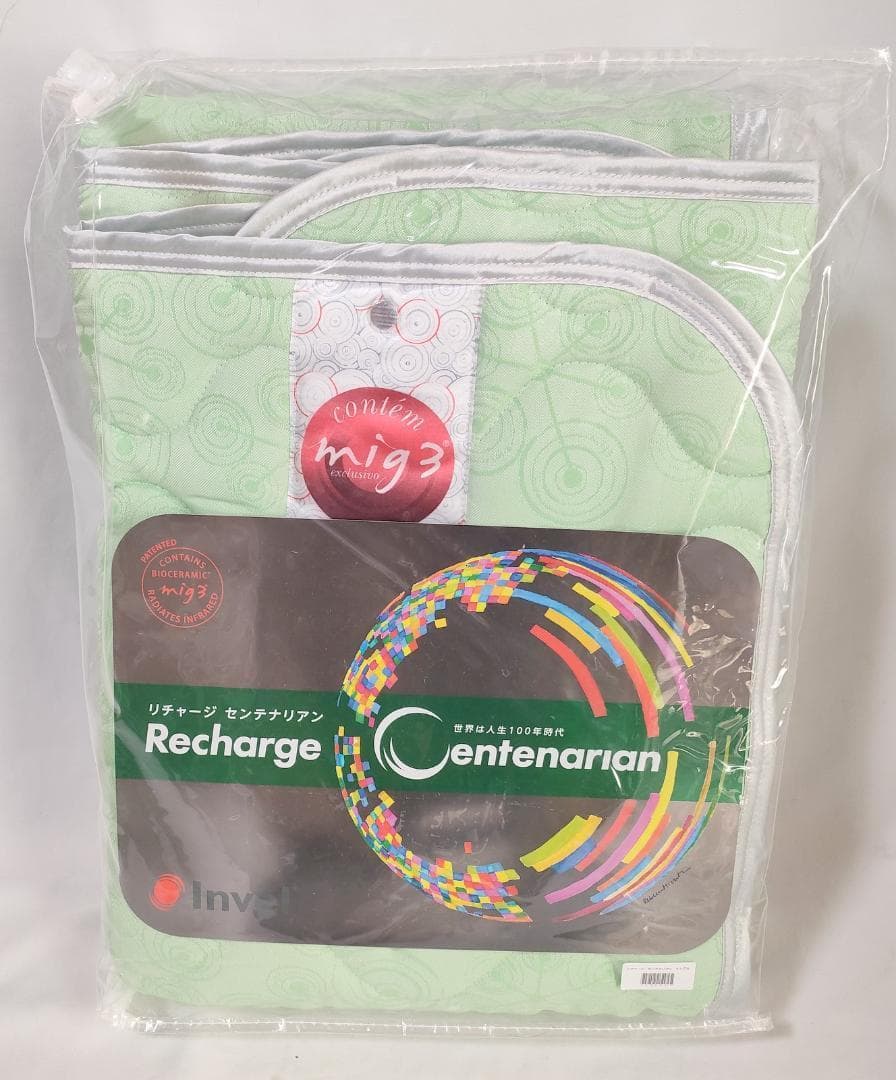 contém
mig3®
exclusivo
PATENTED
CONTAINS
BIOCERAMIC™
mig3
RADIATES INFRARED
リチャージ センテナリアン
世界は人生100年時代
Recharge Centenarian
Invel